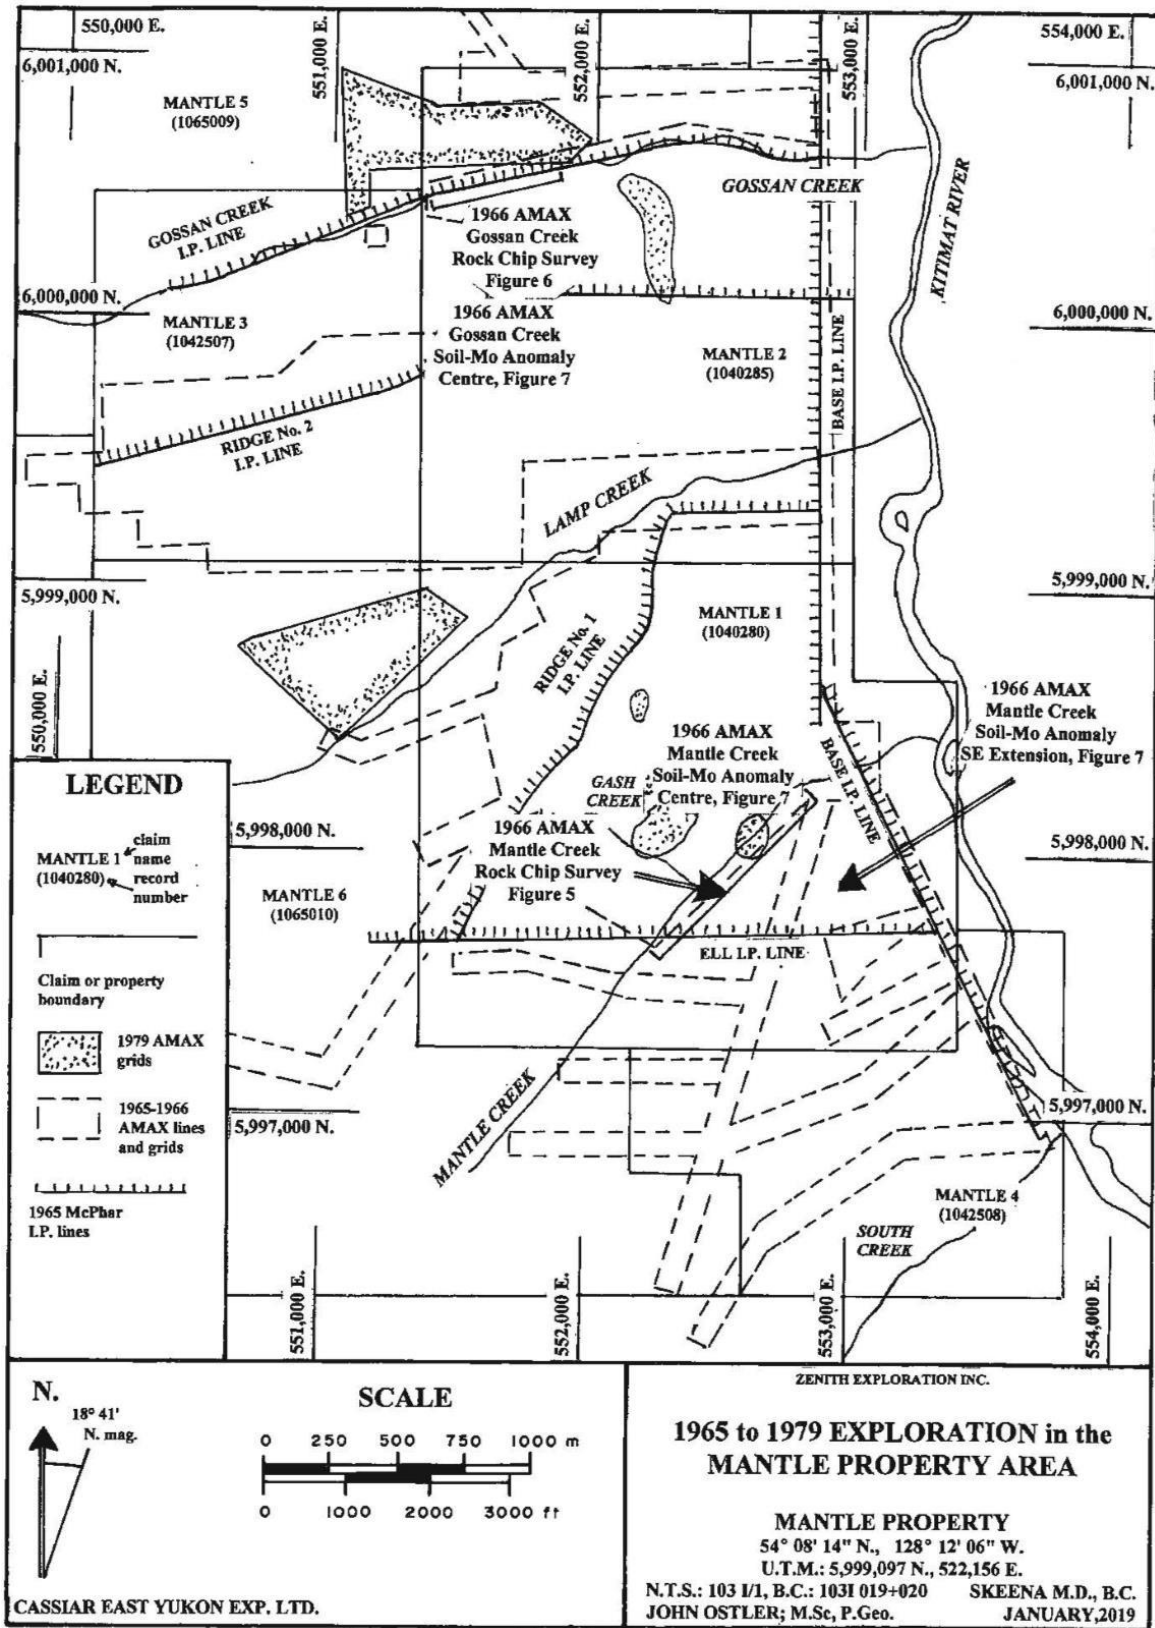 550,000 E.
6,001,000 N.
551,000 E.
552,000 E.
553,000 E.
554,000 E.
6,001,000 N.
MANTLE 5
(1065009)
GOSSAN CREEK
I.P. LINE
GOSSAN CREEK
KITIMAT RIVER
1966 AMAX
Gossan Creek
Rock Chip Survey
Figure 6
6,000,000 N.
6,000,000 N.
MANTLE 3
(1042507)
1966 AMAX
Gossan Creek
Soil-Mo Anomaly
Centre, Figure 7
MANTLE 2
(1040285)
BASE I.P. LINE
RIDGE No. 2
I.P. LINE
LAMP CREEK
5,999,000 N.
5,999,000 N.
MANTLE 1
(1040280)
RIDGE No. 1
I.P. LINE
550,000 E.
1966 AMAX
Mantle Creek
Soil-Mo Anomaly
SE Extension, Figure 7
1966 AMAX
Mantle Creek
Soil-Mo Anomaly
Centre, Figure 7
BASE I.P. LINE
GASH
CREEK
5,998,000 N.
5,998,000 N.
1966 AMAX
Mantle Creek
Rock Chip Survey
Figure 5
MANTLE 6
(1065010)
ELL I.P. LINE
MANTLE CREEK
5,997,000 N.
5,997,000 N.
MANTLE 4
(1042508)
SOUTH
CREEK
551,000 E.
552,000 E.
553,000 E.
554,000 E.
LEGEND
MANTLE 1
(1040280)
claim
name
record
number
Claim or property
boundary
1979 AMAX
grids
1965-1966
AMAX lines
and grids
1965 McPhar
I.P. lines
N.
18° 41'
N. mag.
SCALE
0 250 500 750 1000 m
0 1000 2000 3000 ft
CASSIAR EAST YUKON EXP. LTD.
ZENITH EXPLORATION INC.
1965 to 1979 EXPLORATION in the
MANTLE PROPERTY AREA
MANTLE PROPERTY
54° 08' 14" N., 128° 12' 06" W.
U.T.M.: 5,999,097 N., 522,156 E.
N.T.S.: 103 I/1, B.C.: 103I 019+020 SKEENA M.D., B.C.
JOHN OSTLER; M.Sc, P.Geo. JANUARY,2019